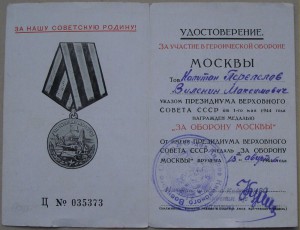 ЗА НАШУ СОВЕТСКУЮ РОДИНУ!
Ц № 035373
УДОСТОВЕРЕНИЕ.
ЗА УЧАСТИЕ В ГЕРОИЧЕСКОЙ ОБОРОНЕ
МОСКВЫ
Тов. Капитан
Максимович
УКАЗОМ ПРЕЗИДИУМА ВЕРХОВНОГО
СОВЕТА СССР ОТ 1-го мая 1944 года
НАГРАЖДЕН МЕДАЛЬЮ
"ЗА ОБОРОНУ МОСКВЫ"
ОТ ИМЕНИ ПРЕЗИДИУМА ВЕРХОВНОГО
СОВЕТА СССР МЕДАЛЬ "ЗА ОБОРОНУ
МОСКВЫ" ВРУЧЕНА